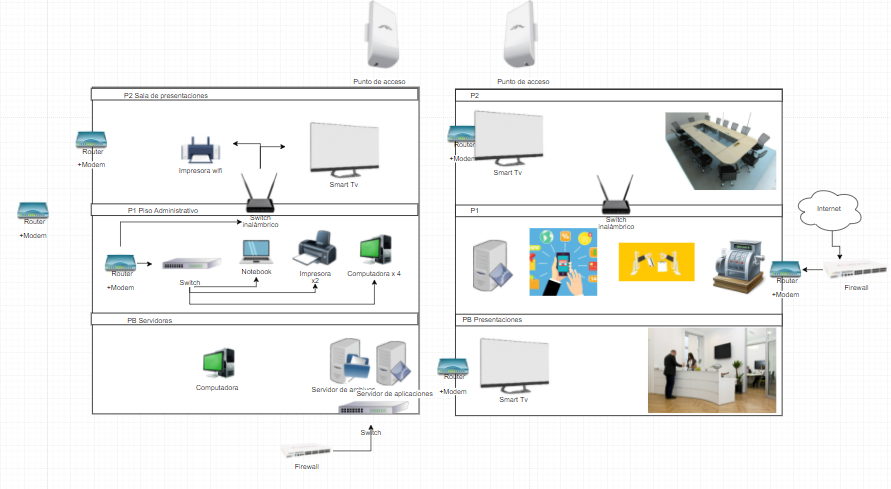 Punto de acceso
Punto de acceso
P2 Sala de presentaciones
Router
+Modem
Impresora wifi
Smart Tv
Switch
inalámbrico
Router
+Modem
P1 Piso Administrativo
Router
+Modem
Switch
Notebook
Impresora
x2
Computadora x 4
PB Servidores
Computadora
Servidor de archivos
Servidor de aplicaciones
Switch
Firewall
P2
Router
+Modem
Smart Tv
Switch
inalámbrico
P1
Internet
Router
+Modem
Firewall
PB Presentaciones
Router
+Modem
Smart Tv